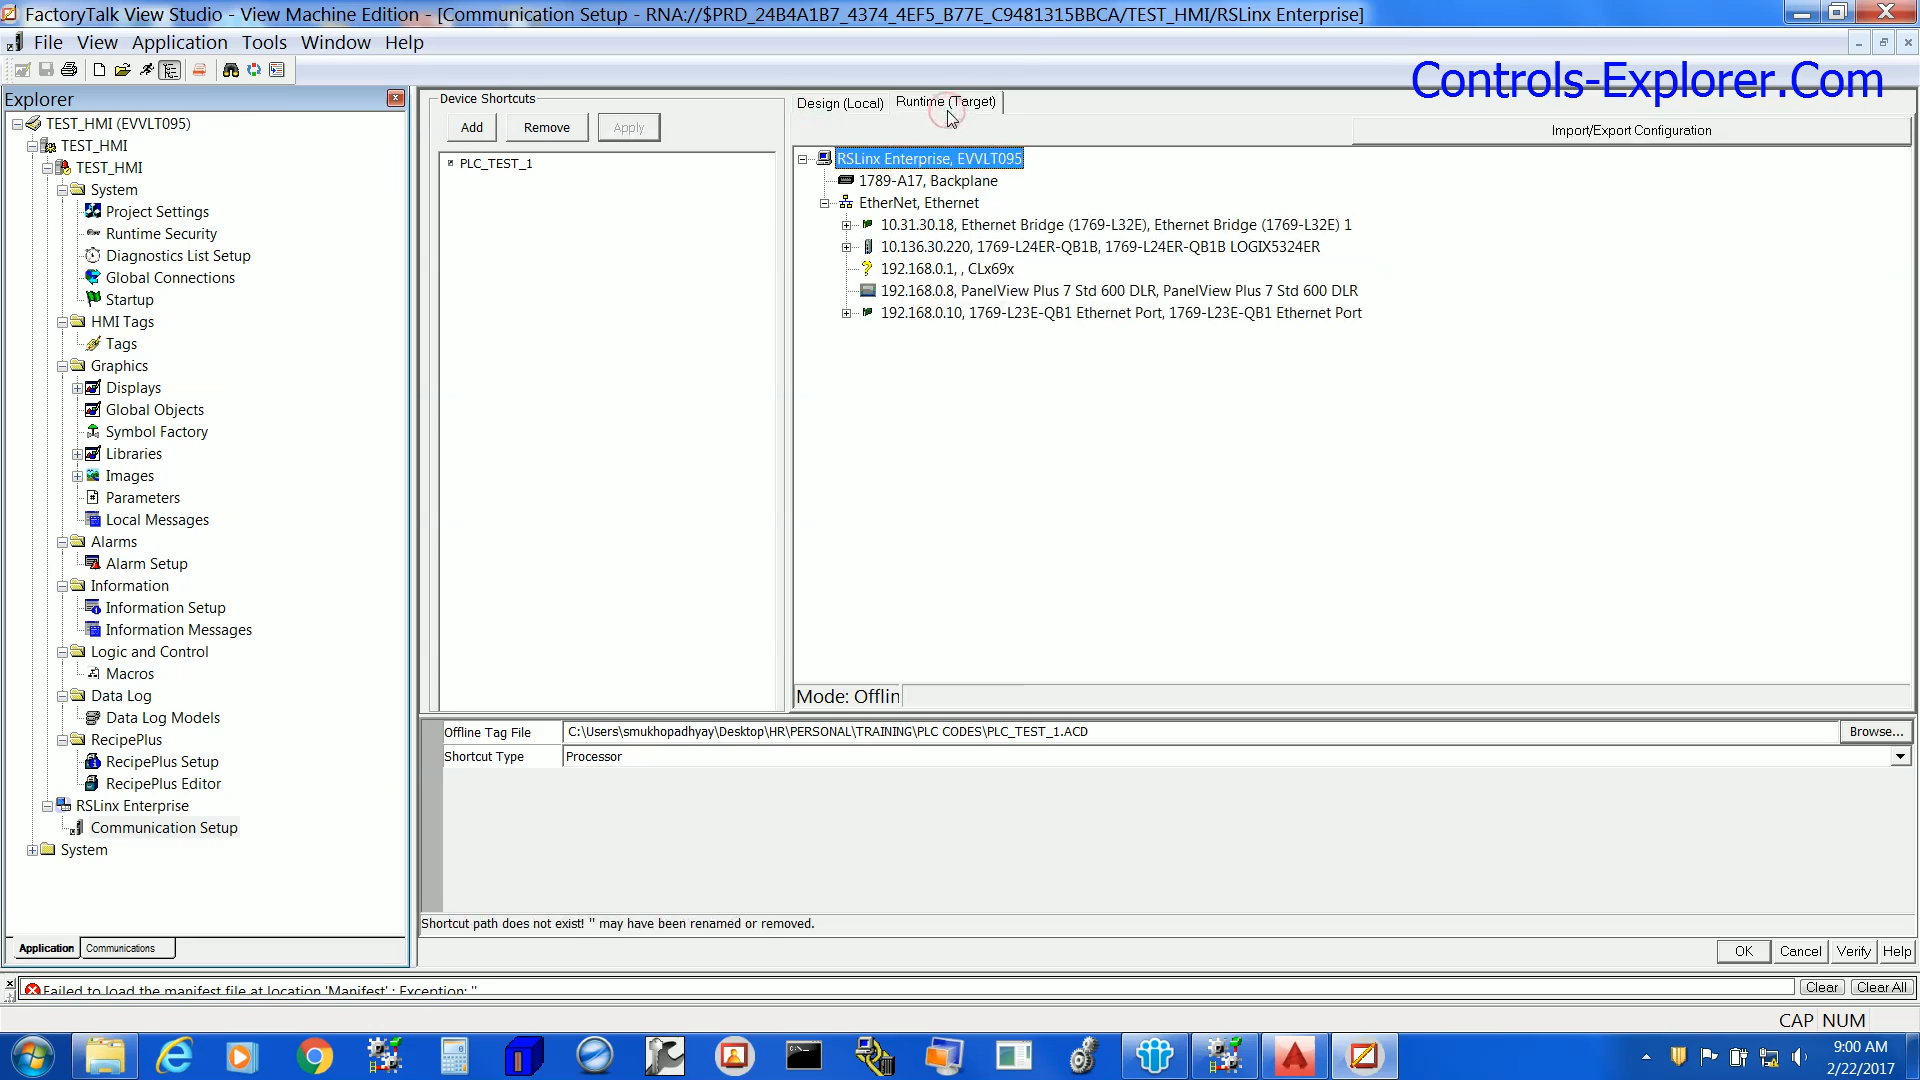 FactoryTalk View Studio - View Machine Edition - [Communication Setup - RNA://$PRD_24B4A1B7_4374_4EF5_B77E_C9481315BBCA/TEST_HMI/RSLinx Enterprise]
File View Application Tools Window Help
Controls-Explorer.Com
Explorer
TEST_HMI (EVVLT095)
TEST_HMI
TEST_HMI
System
Project Settings
Runtime Security
Diagnostics List Setup
Global Connections
Startup
HMI Tags
Tags
Graphics
Displays
Global Objects
Symbol Factory
Libraries
Images
Parameters
Local Messages
Alarms
Alarm Setup
Information
Information Setup
Information Messages
Logic and Control
Macros
Data Log
Data Log Models
RecipePlus
RecipePlus Setup
RecipePlus Editor
RSLinx Enterprise
Communication Setup
System
Application Communications
Device Shortcuts
Add Remove Apply
PLC_TEST_1
Design (Local) Runtime (Target)
Import/Export Configuration
RSLinx Enterprise, EVVLT095
1789-A17, Backplane
EtherNet, Ethernet
10.31.30.18, Ethernet Bridge (1769-L32E), Ethernet Bridge (1769-L32E) 1
10.136.30.220, 1769-L24ER-QB1B, 1769-L24ER-QB1B LOGIX5324ER
192.168.0.1, , CLx69x
192.168.0.8, PanelView Plus 7 Std 600 DLR, PanelView Plus 7 Std 600 DLR
192.168.0.10, 1769-L23E-QB1 Ethernet Port, 1769-L23E-QB1 Ethernet Port
Mode: Offlin
Offline Tag File C:\Users\smukhopadhyay\Desktop\HR\PERSONAL\TRAINING\PLC CODES\PLC_TEST_1.ACD Browse...
Shortcut Type Processor
Shortcut path does not exist! '' may have been renamed or removed.
OK Cancel Verify Help
Failed to load the manifest file at location 'Manifest' : Exception: ''
Clear Clear All
CAP NUM
9:00 AM
2/22/2017